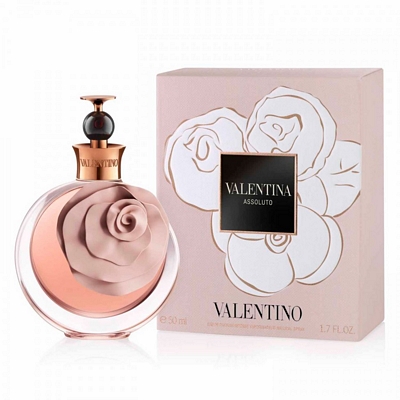 VALENTINO
VALENTINA
ASSOLUTO
VALENTINO
e 50 ml
1.7 FL.OZ.